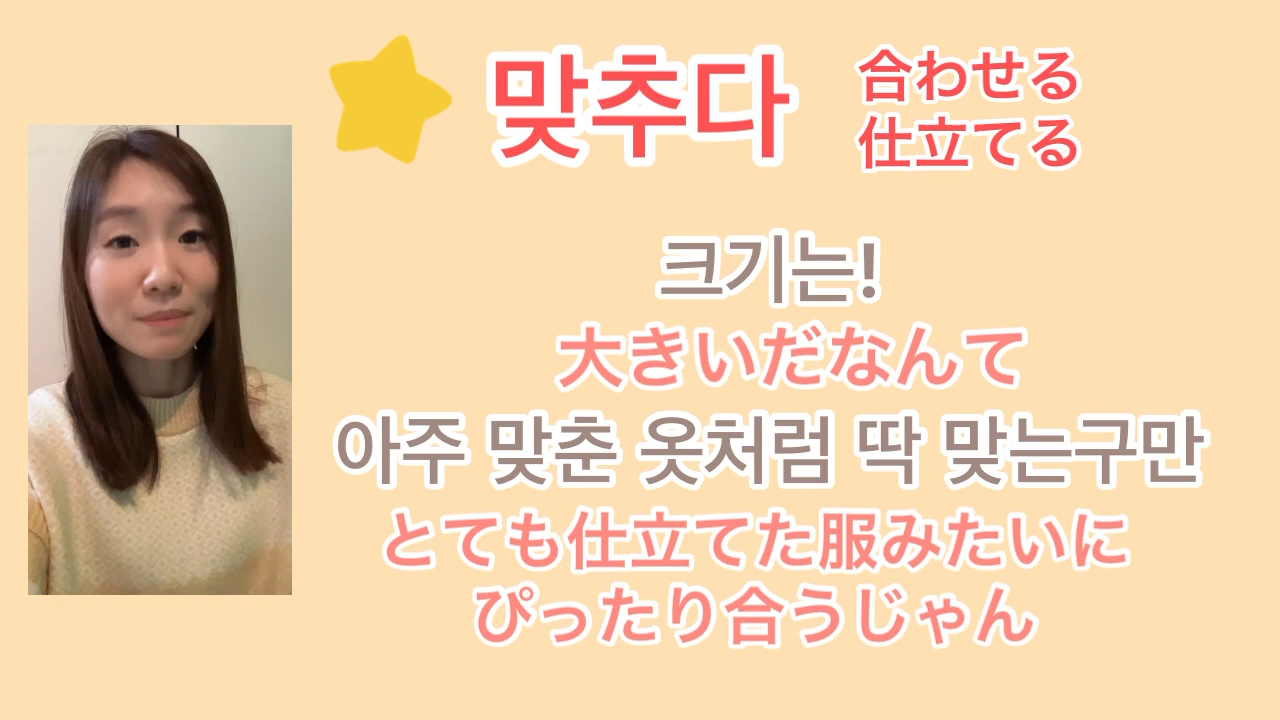 맞추다
合わせる
仕立てる
크기는!
大きいだなんて
아주 맞춘 옷처럼 딱 맞는구만
とても仕立てた服みたいに
ぴったり合うじゃん